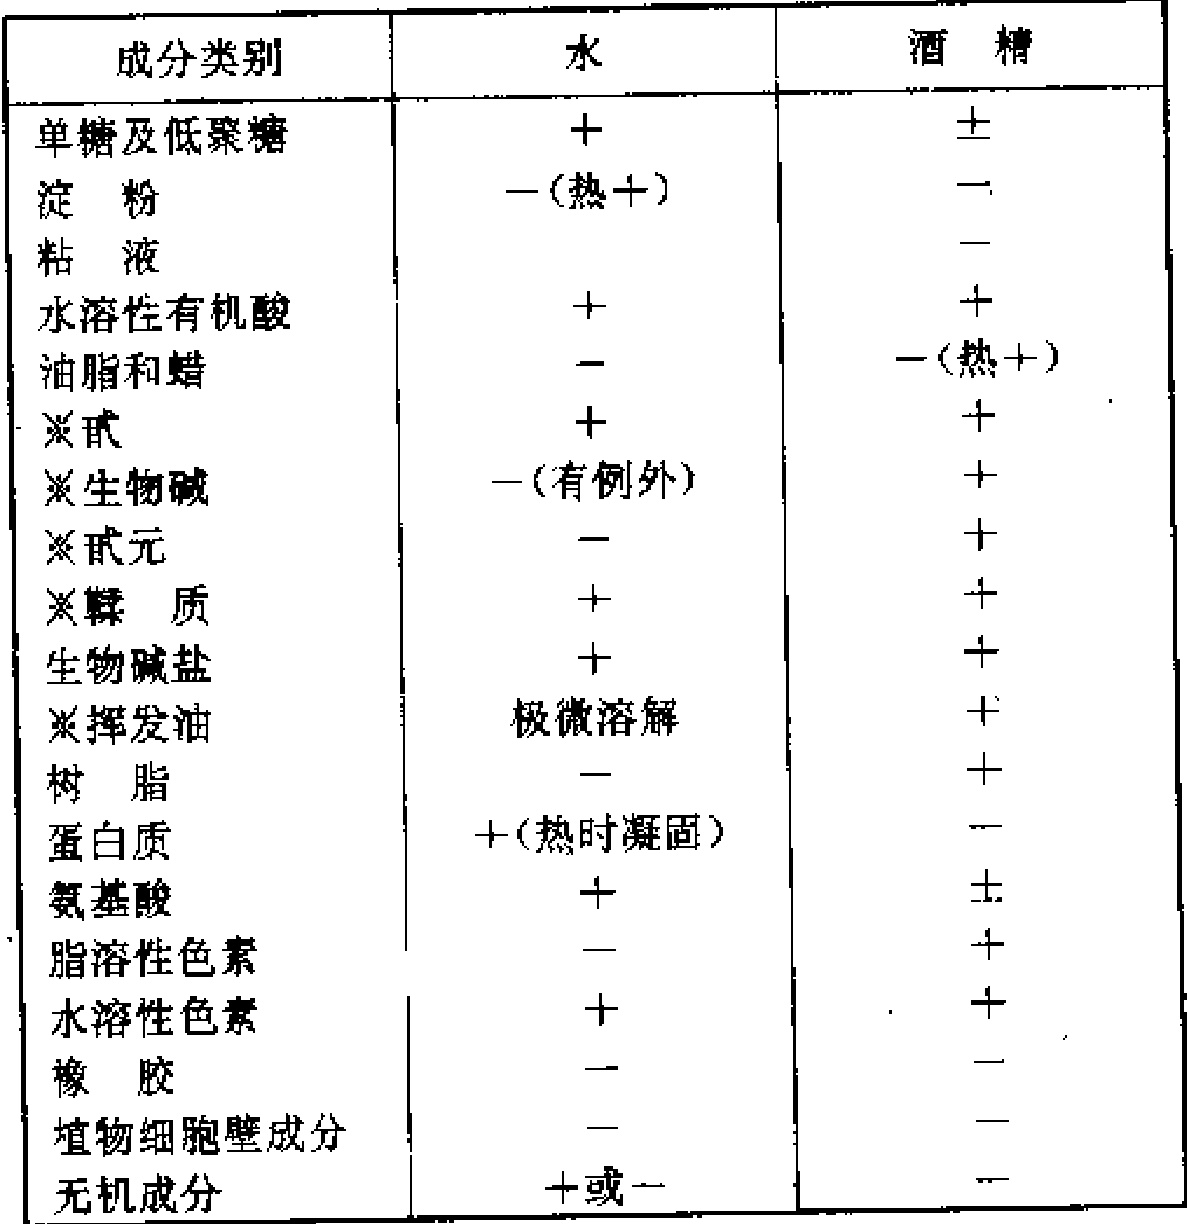 成分类别 水 酒 精
单糖及低聚糖 + ±
淀 粉 －(热＋) －
粘 液 －
水溶性有机酸 + +
油脂和蜡 － －(热＋)
※甙 + +
※生物碱 －(有例外) +
※甙元 － +
※鞣 质 + +
生物碱盐 + +
※挥发油 极微溶解 +
树 脂 － +
蛋白质 ＋(热时凝固) －
氨基酸 + ±
脂溶性色素 － +
水溶性色素 + +
橡 胶 － －
植物细胞壁成分 － －
无机成分 ＋或－ －